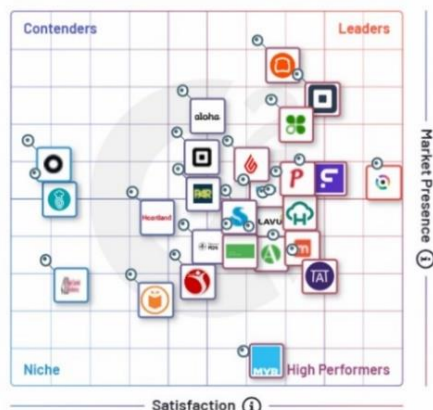 Contenders
Leaders
aloha
Heartland
LAVU
TAT
MYR
Niche
High Performers
Satisfaction
Market Presence